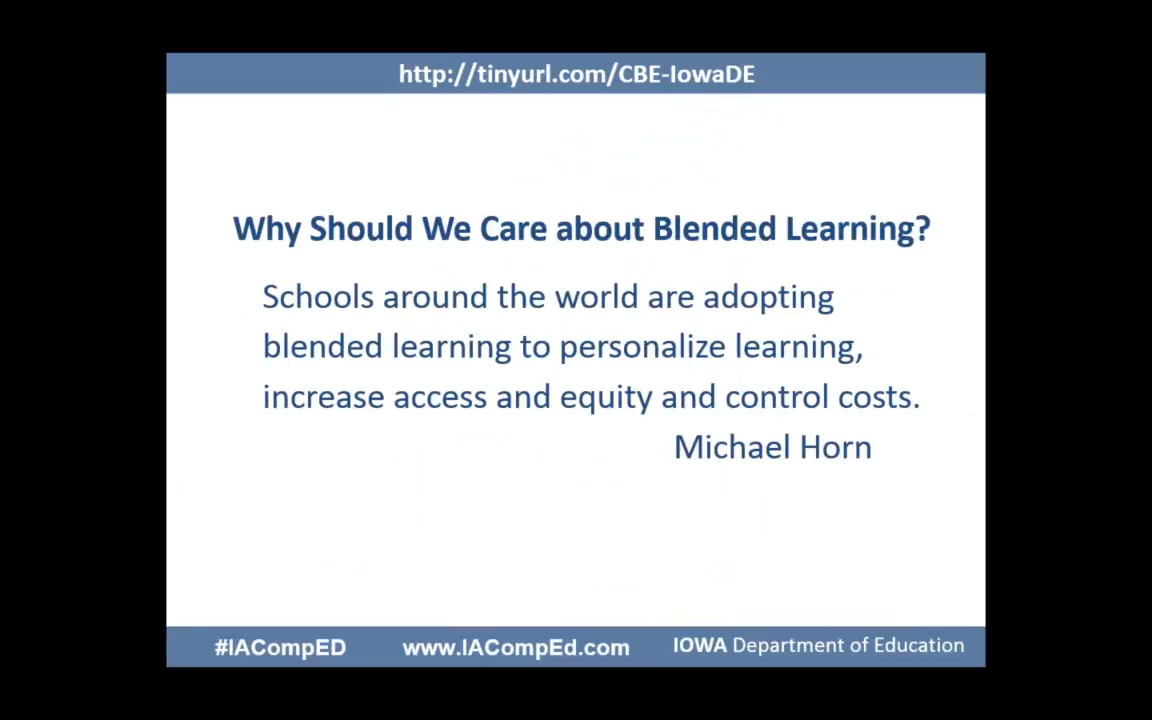 http://tinyurl.com/CBE-IowaDE
Why Should We Care about Blended Learning?
Schools around the world are adopting
blended learning to personalize learning,
increase access and equity and control costs.
Michael Horn
#IACompED www.IACompEd.com IOWA Department of Education